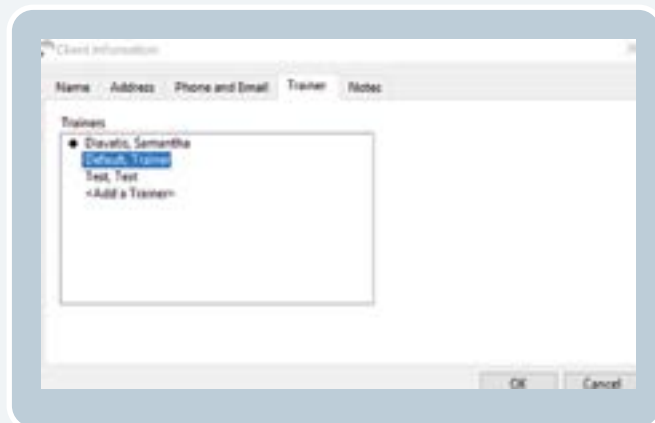 Client Information
Name Address Phone and Email Trainer Notes
Trainers
Diavatis, Samantha
Default, Trainer
Test, Test
<Add a Trainer>
OK Cancel